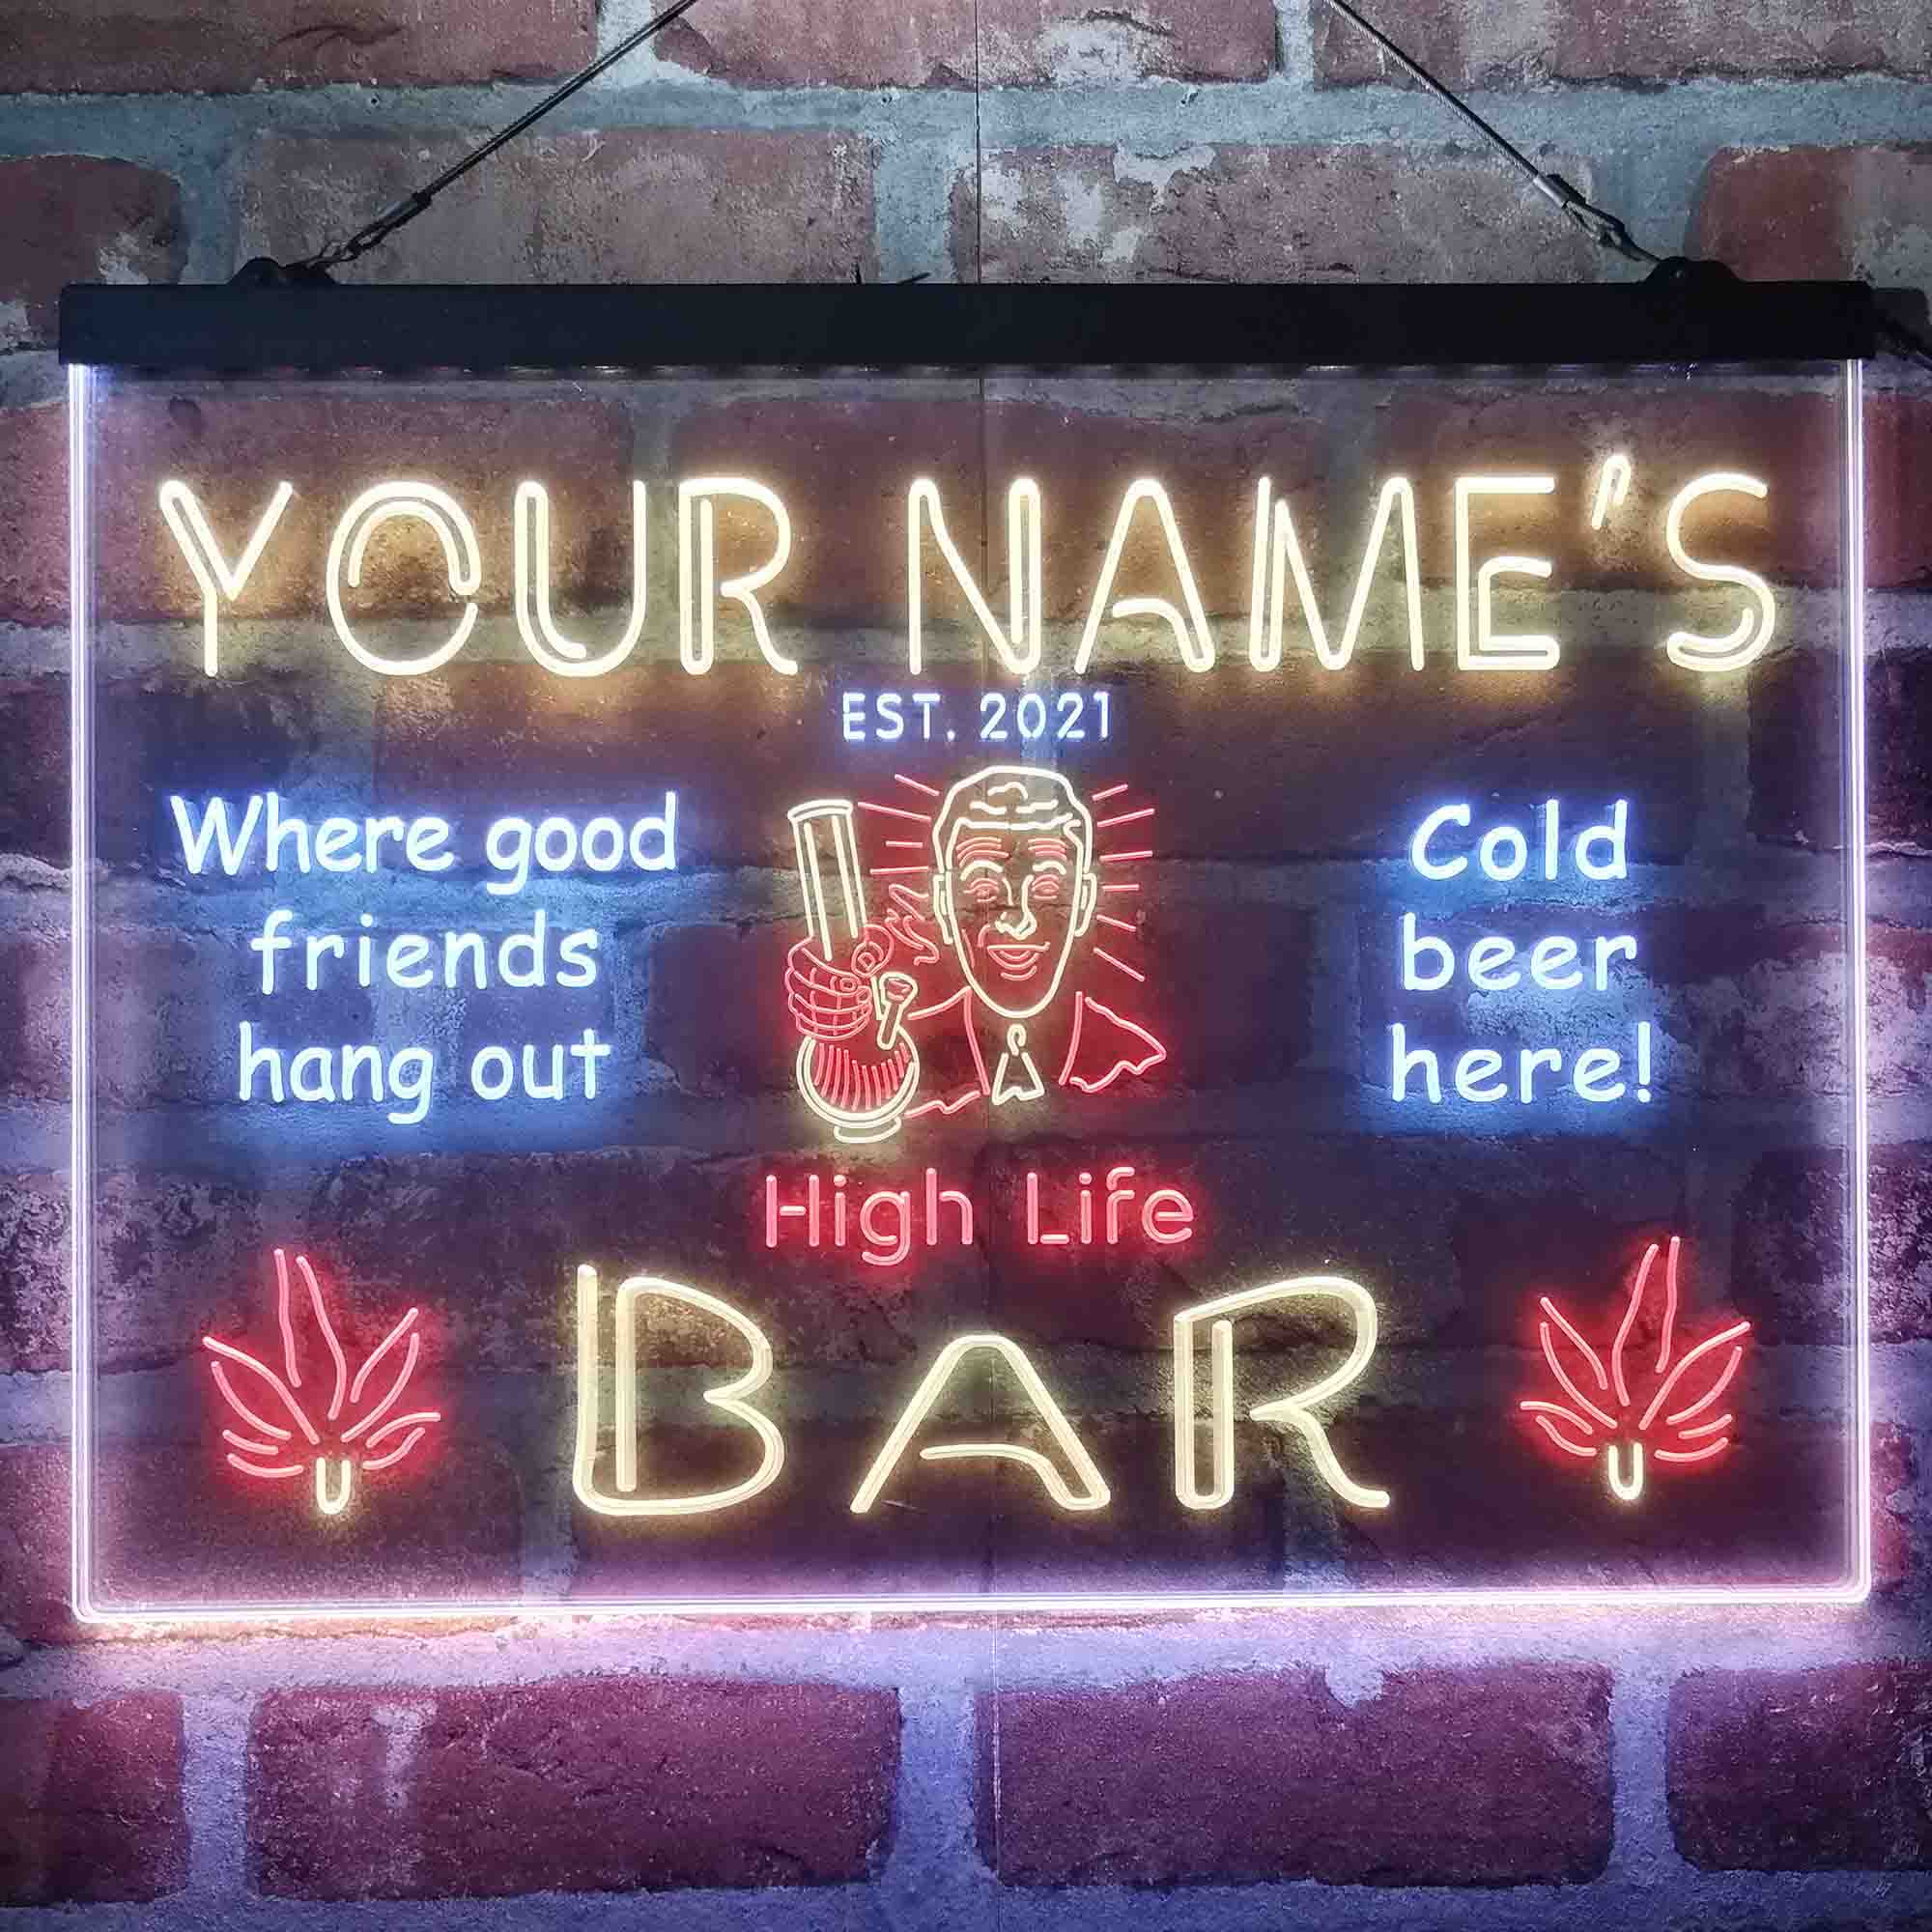 YOUR NAME'S
EST. 2021
Where good
friends
hang out
Cold
beer
here!
High Life
BAR